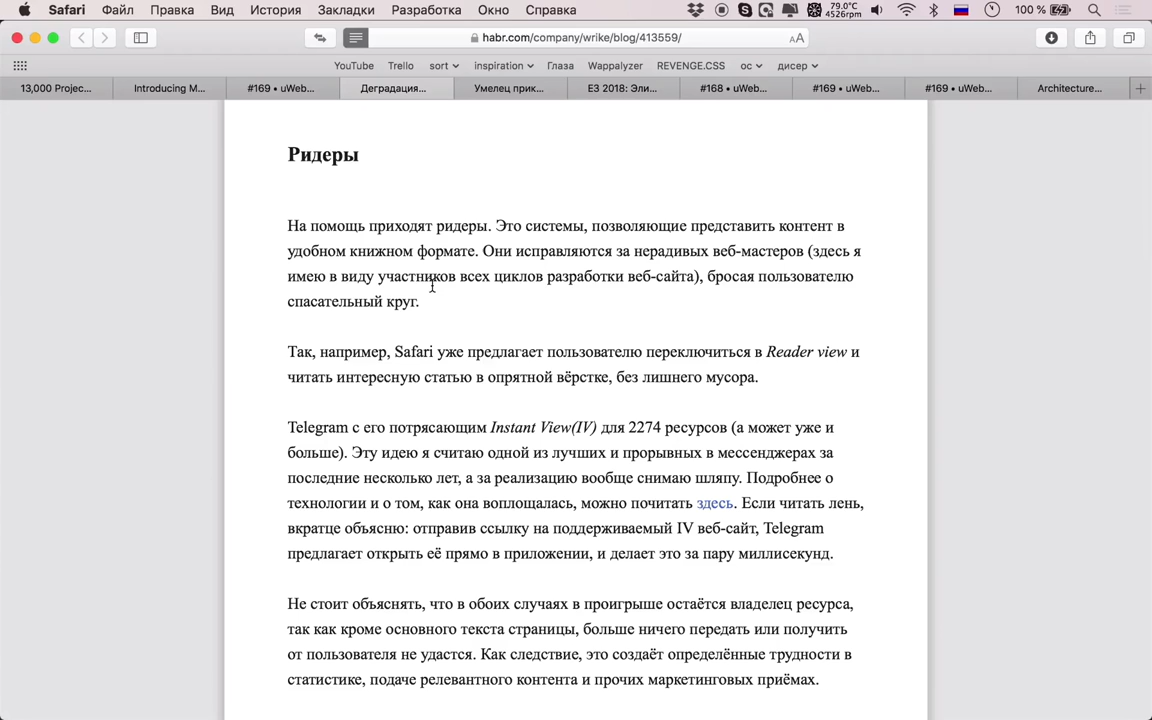 Safari Файл Правка Вид История Закладки Разработка Окно Справка 79.0°C 4526rpm 100 %
habr.com/company/wrike/blog/413559/ AA
YouTube Trello sort inspiration Глаза Wappalyzer REVENGE.CSS ос дисер
13,000 Projec... Introducing M... #169 • uWeb... Деградация... Умелец прик... E3 2018: Эли... #168 • uWeb... #169 • uWeb... #169 • uWeb... Architecture...
Ридеры
На помощь приходят ридеры. Это системы, позволяющие представить контент в
удобном книжном формате. Они исправляются за нерадивых веб-мастеров (здесь я
имею в виду участников всех циклов разработки веб-сайта), бросая пользователю
спасательный круг.
Так, например, Safari уже предлагает пользователю переключиться в Reader view и
читать интересную статью в опрятной вёрстке, без лишнего мусора.
Telegram с его потрясающим Instant View(IV) для 2274 ресурсов (а может уже и
больше). Эту идею я считаю одной из лучших и прорывных в мессенджерах за
последние несколько лет, а за реализацию вообще снимаю шляпу. Подробнее о
технологии и о том, как она воплощалась, можно почитать здесь. Если читать лень,
вкратце объясню: отправив ссылку на поддерживаемый IV веб-сайт, Telegram
предлагает открыть её прямо в приложении, и делает это за пару миллисекунд.
Не стоит объяснять, что в обоих случаях в проигрыше остаётся владелец ресурса,
так как кроме основного текста страницы, больше ничего передать или получить
от пользователя не удастся. Как следствие, это создаёт определённые трудности в
статистике, подаче релевантного контента и прочих маркетинговых приёмах.